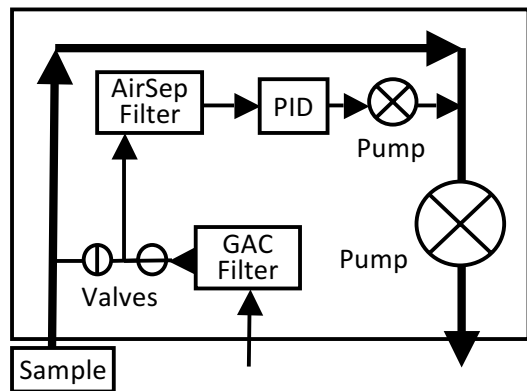 AirSep
Filter
PID
Pump
GAC
Filter
Pump
Valves
Sample